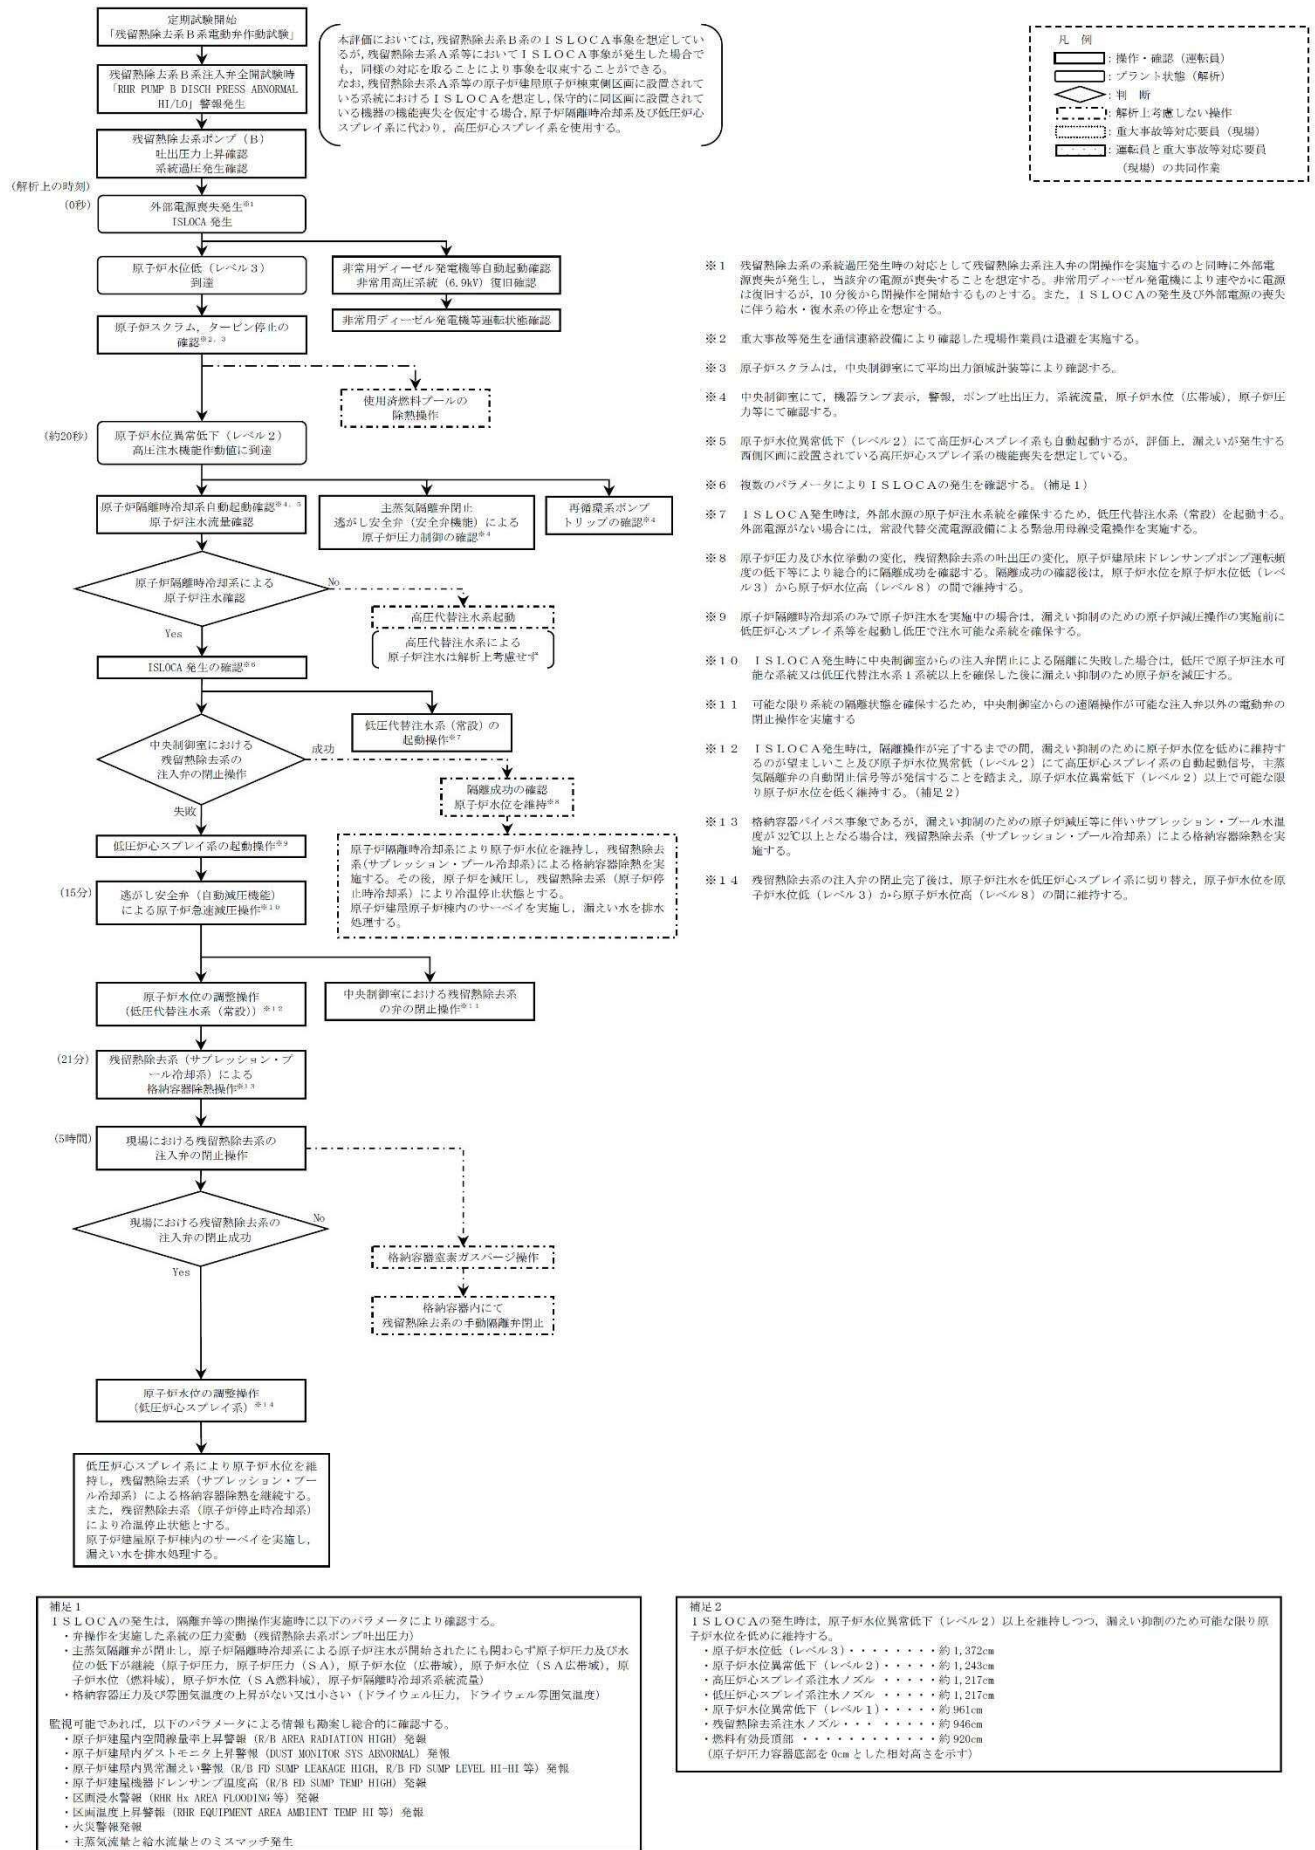 定期試験開始
「残留熱除去系B系電動弁作動試験」
残留熱除去系B系注入弁全開試験時
「RHR PUMP B DISCH PRESS ABNORMAL
HI/LO」警報発生
残留熱除去系ポンプ(B)
吐出圧力上昇確認
系統過圧発生確認
(解析上の時刻)
(0秒)
外部電源喪失発生※1
ISLOCA 発生
原子炉水位低(レベル3)
到達
非常用ディーゼル発電機等自動起動確認
非常用高圧系統(6.9kV)復旧確認
非常用ディーゼル発電機等運転状態確認
原子炉スクラム,タービン停止の
確認※2, 3
使用済燃料プールの
除熱操作
(約20秒)
原子炉水位異常低下(レベル2)
高圧注水機能作動値に到達
原子炉隔離時冷却系自動起動確認※4, 5
原子炉注水流量確認
主蒸気隔離弁閉止
逃がし安全弁(安全弁機能)による
原子炉圧力制御の確認※4
再循環系ポンプ
トリップの確認※4
原子炉隔離時冷却系による
原子炉注水確認
No
Yes
高圧代替注水系起動
高圧代替注水系による
原子炉注水は解析上考慮せず
ISLOCA 発生の確認※6
低圧代替注水系(常設)の
起動操作※7
中央制御室における
残留熱除去系の
注入弁の閉止操作
成功
失敗
隔離成功の確認
原子炉水位を維持※8
原子炉隔離時冷却系により原子炉水位を維持し,残留熱除去
系(サプレッション・プール冷却系)による格納容器除熱を実
施する。その後,原子炉を減圧し,残留熱除去系(原子炉停
止時冷却系)により冷温停止状態とする。
原子炉建屋原子炉棟内のサーベイを実施し,漏えい水を排水
処理する。
低圧炉心スプレイ系の起動操作※9
(15分)
逃がし安全弁(自動減圧機能)
による原子炉急速減圧操作※10
原子炉水位の調整操作
(低圧代替注水系(常設))※12
中央制御室における残留熱除去系
の弁の閉止操作※11
(21分)
残留熱除去系(サプレッション・プ
ール冷却系)による
格納容器除熱操作※13
(5時間)
現場における残留熱除去系の
注入弁の閉止操作
現場における残留熱除去系の
注入弁の閉止成功
No
Yes
格納容器窒素ガスパージ操作
格納容器内にて
残留熱除去系の手動隔離弁閉止
原子炉水位の調整操作
(低圧炉心スプレイ系)※14
低圧炉心スプレイ系により原子炉水位を維
持し,残留熱除去系(サプレッション・プー
ル冷却系)による格納容器除熱を継続する。
また,残留熱除去系(原子炉停止時冷却系)
により冷温停止状態とする。
原子炉建屋原子炉棟内のサーベイを実施し,
漏えい水を排水処理する。
本評価においては,残留熱除去系B系のISLOCA事象を想定してい
るが,残留熱除去系A系等においてISLOCA事象が発生した場合で
も,同様の対応を取ることにより事象を収束することができる。
なお,残留熱除去系A系等の原子炉建屋原子炉棟東側区画に設置されて
いる系統におけるISLOCAを想定し,保守的に同区画に設置されて
いる機器の機能喪失を仮定する場合,原子炉隔離時冷却系及び低圧炉心
スプレイ系に代わり,高圧炉心スプレイ系を使用する。
凡 例
:操作・確認(運転員)
:プラント状態(解析)
:判 断
:解析上考慮しない操作
:重大事故等対応要員(現場)
:運転員と重大事故等対応要員
(現場)の共同作業
※1 残留熱除去系の系統過圧発生時の対応として残留熱除去系注入弁の閉操作を実施するのと同時に外部電
源喪失が発生し,当該弁の電源が喪失することを想定する。非常用ディーゼル発電機により速やかに電源
は復旧するが,10分後から閉操作を開始するものとする。また,ISLOCAの発生及び外部電源の喪失
に伴う給水・復水系の停止を想定する。
※2 重大事故等発生を通信連絡設備により確認した現場作業員は退避を実施する。
※3 原子炉スクラムは,中央制御室にて平均出力領域計装等により確認する。
※4 中央制御室にて,機器ランプ表示,警報,ポンプ吐出圧力,系統流量,原子炉水位(広帯域),原子炉圧
力等にて確認する。
※5 原子炉水位異常低下(レベル2)にて高圧炉心スプレイ系も自動起動するが,評価上,漏えいが発生する
西側区画に設置されている高圧炉心スプレイ系の機能喪失を想定している。
※6 複数のパラメータによりISLOCAの発生を確認する。(補足1)
※7 ISLOCA発生時は,外部水源の原子炉注水系統を確保するため,低圧代替注水系(常設)を起動する。
外部電源がない場合には,常設代替交流電源設備による緊急用母線受電操作を実施する。
※8 原子炉圧力及び水位挙動の変化,残留熱除去系の吐出圧の変化,原子炉建屋床ドレンサンプポンプ運転頻
度の低下等により総合的に隔離成功を確認する。隔離成功の確認後は,原子炉水位を原子炉水位低(レベ
ル3)から原子炉水位高(レベル8)の間で維持する。
※9 原子炉隔離時冷却系のみで原子炉注水を実施中の場合は,漏えい抑制のための原子炉減圧操作の実施前に
低圧炉心スプレイ系等を起動し低圧で注水可能な系統を確保する。
※10 ISLOCA発生時に中央制御室からの注入弁閉止による隔離に失敗した場合は,低圧で原子炉注水可
能な系統又は低圧代替注水系1系統以上を確保した後に漏えい抑制のため原子炉を減圧する。
※11 可能な限り系統の隔離状態を確保するため,中央制御室からの遠隔操作が可能な注入弁以外の電動弁の
閉止操作を実施する
※12 ISLOCA発生時は,隔離操作が完了するまでの間,漏えい抑制のために原子炉水位を低めに維持す
るのが望ましいこと及び原子炉水位異常低(レベル2)にて高圧炉心スプレイ系の自動起動信号,主蒸
気隔離弁の自動閉止信号等が発信することを踏まえ,原子炉水位異常低下(レベル2)以上で可能な限
り原子炉水位を低く維持する。(補足2)
※13 格納容器バイパス事象であるが,漏えい抑制のための原子炉減圧等に伴いサプレッション・プール水温
度が32℃以上となる場合は,残留熱除去系(サプレッション・プール冷却系)による格納容器除熱を実
施する。
※14 残留熱除去系の注入弁の閉止完了後は,原子炉注水を低圧炉心スプレイ系に切り替え,原子炉水位を原
子炉水位低(レベル3)から原子炉水位高(レベル8)の間に維持する。
補足1
ISLOCAの発生は,隔離弁等の開操作実施時に以下のパラメータにより確認する。
・弁操作を実施した系統の圧力変動(残留熱除去系ポンプ吐出圧力)
・主蒸気隔離弁が閉止し,原子炉隔離時冷却系による原子炉注水が開始されたにも関わらず原子炉圧力及び水
位の低下が継続(原子炉圧力,原子炉圧力(SA),原子炉水位(広帯域),原子炉水位(SA広帯域),原
子炉水位(燃料域),原子炉水位(SA燃料域),原子炉隔離時冷却系系統流量)
・格納容器圧力及び雰囲気温度の上昇がない又は小さい(ドライウェル圧力,ドライウェル雰囲気温度)
監視可能であれば,以下のパラメータによる情報も勘案し総合的に確認する。
・原子炉建屋内空間線量率上昇警報(R/B AREA RADIATION HIGH)発報
・原子炉建屋内ダストモニタ上昇警報(DUST MONITOR SYS ABNORMAL)発報
・原子炉建屋内異常漏えい警報(R/B FD SUMP LEAKAGE HIGH, R/B FD SUMP LEVEL HI-HI 等)発報
・原子炉建屋機器ドレンサンプ温度高(R/B ED SUMP TEMP HIGH)発報
・区画浸水警報(RHR Hx AREA FLOODING 等)発報
・区画温度上昇警報(RHR EQUIPMENT AREA AMBIENT TEMP HI 等)発報
・火災警報発報
・主蒸気流量と給水流量とのミスマッチ発生
補足2
ISLOCAの発生時は,原子炉水位異常低下(レベル2)以上を維持しつつ,漏えい抑制のため可能な限り原
子炉水位を低めに維持する。
・原子炉水位低(レベル3)・・・・・・・・約1,372cm
・原子炉水位異常低下(レベル2)・・・・・約1,243cm
・高圧炉心スプレイ系注水ノズル・・・・・約1,217cm
・低圧炉心スプレイ系注水ノズル・・・・・約1,217cm
・原子炉水位異常低下(レベル1)・・・・・約961cm
・残留熱除去系注水ノズル・・・・・・・・約946cm
・燃料有効長頂部・・・・・・・・・・・・約920cm
(原子炉圧力容器底部を0cmとした相対高さを示す)